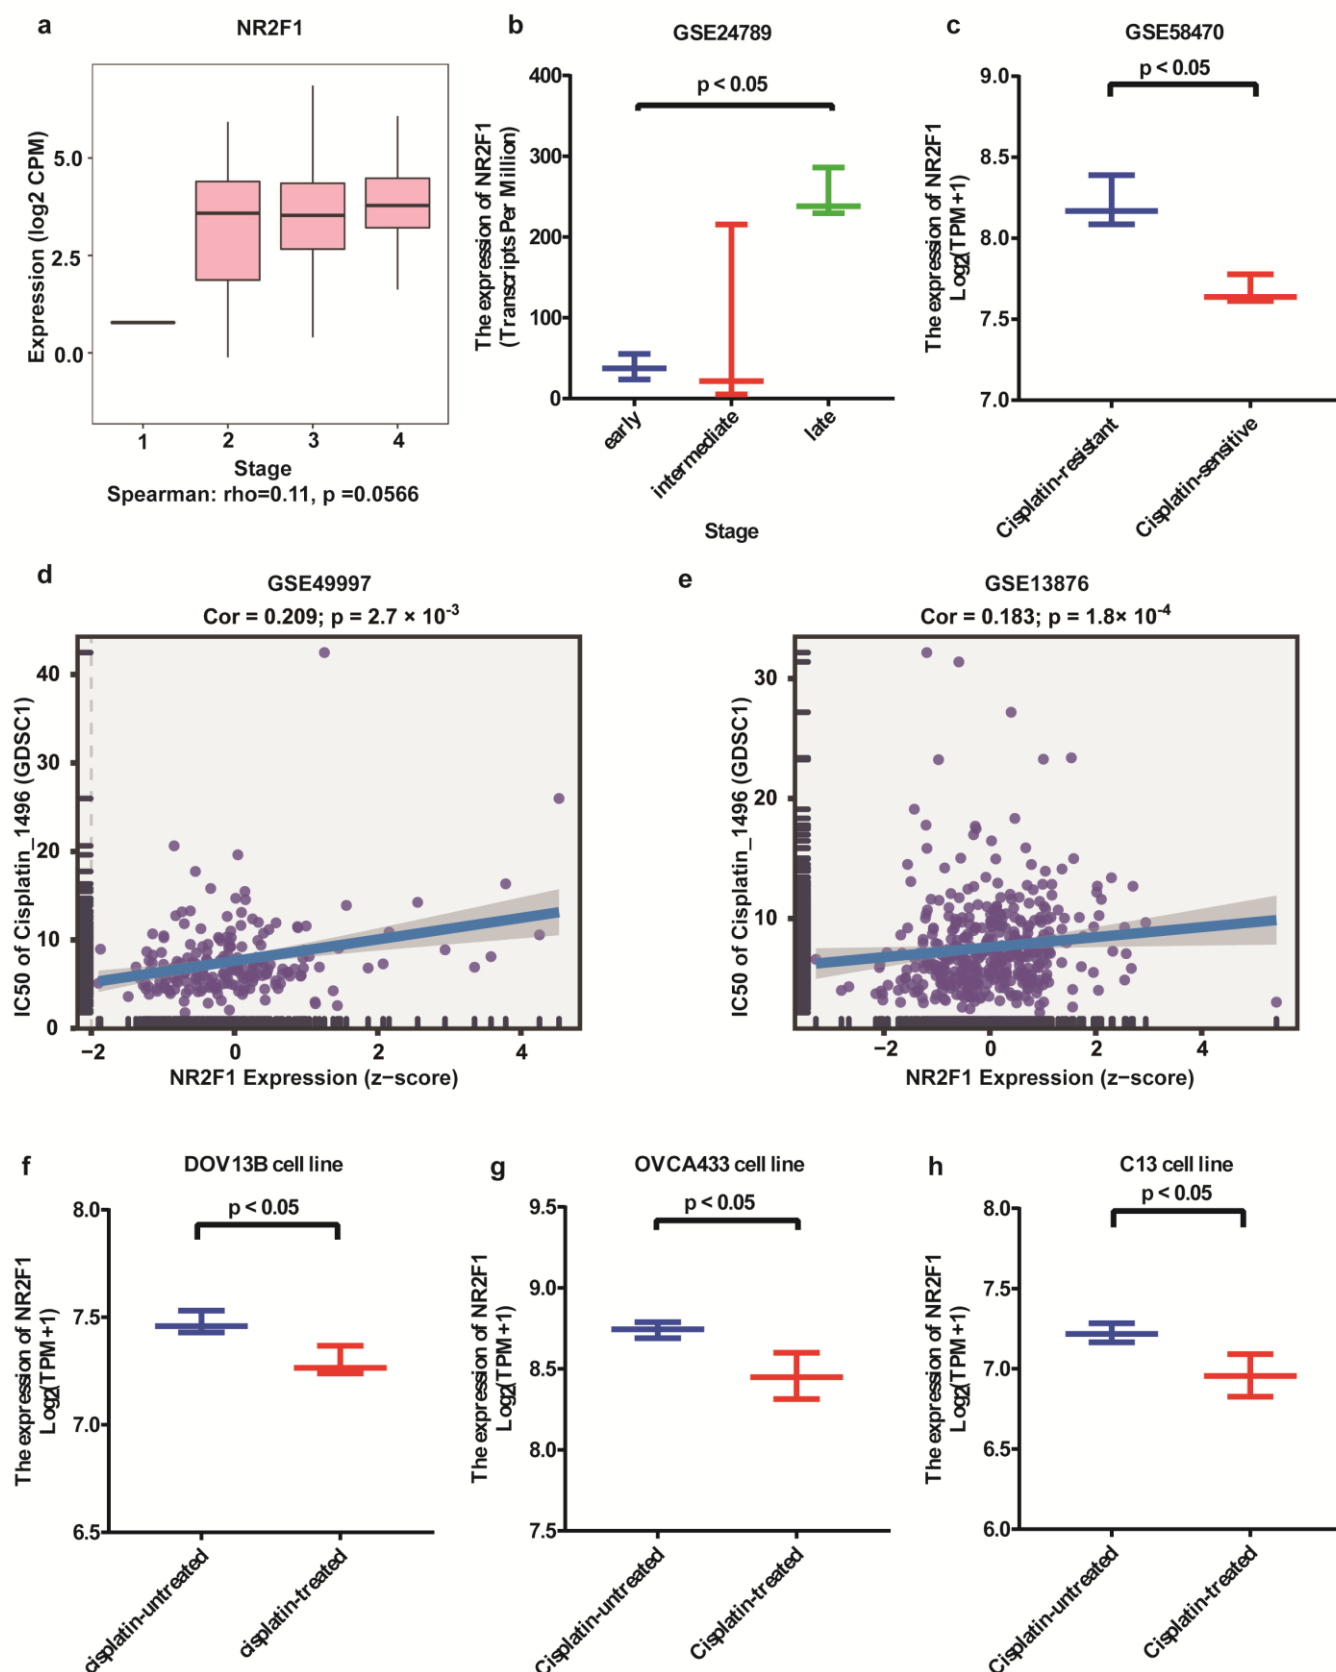 a
NR2F1
Expression (log2 CPM)
5.0
2.5
0.0
1 2 3 4
Stage
Spearman: rho=0.11, p =0.0566
b
GSE24789
p < 0.05
The expression of NR2F1
(Transcripts Per Million)
400
300
200
100
0
early
intermediate
late
Stage
c
GSE58470
p < 0.05
The expression of NR2F1
Log2(TPM+1)
9.0
8.5
8.0
7.5
7.0
Cisplatin-resistant
Cisplatin-sensitive
d
GSE49997
Cor = 0.209; p = 2.7 × 10⁻³
IC50 of Cisplatin_1496 (GDSC1)
40
30
20
10
0
−2 0 2 4
NR2F1 Expression (z−score)
e
GSE13876
Cor = 0.183; p = 1.8× 10⁻⁴
IC50 of Cisplatin_1496 (GDSC1)
30
20
10
−2 0 2 4
NR2F1 Expression (z−score)
f
DOV13B cell line
p < 0.05
The expression of NR2F1
Log2(TPM+1)
8.0
7.5
7.0
6.5
cisplatin-untreated
cisplatin-treated
g
OVCA433 cell line
p < 0.05
The expression of NR2F1
Log2(TPM+1)
9.5
9.0
8.5
8.0
7.5
Cisplatin-untreated
Cisplatin-treated
h
C13 cell line
p < 0.05
The expression of NR2F1
Log2(TPM+1)
8.0
7.5
7.0
6.5
6.0
Cisplatin-untreated
Cisplatin-treated